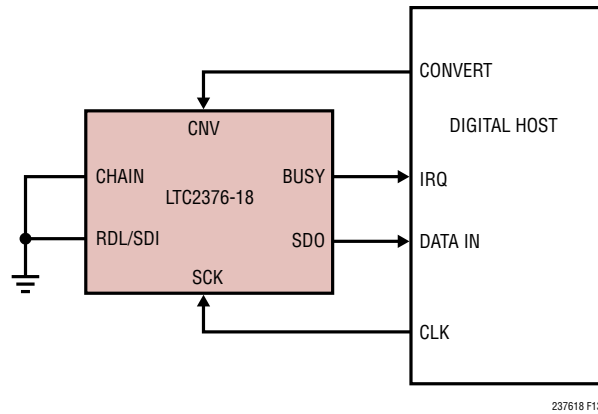 CONVERT
CNV
DIGITAL HOST
CHAIN
BUSY
IRQ
LTC2376-18
RDL/SDI
SDO
DATA IN
SCK
CLK